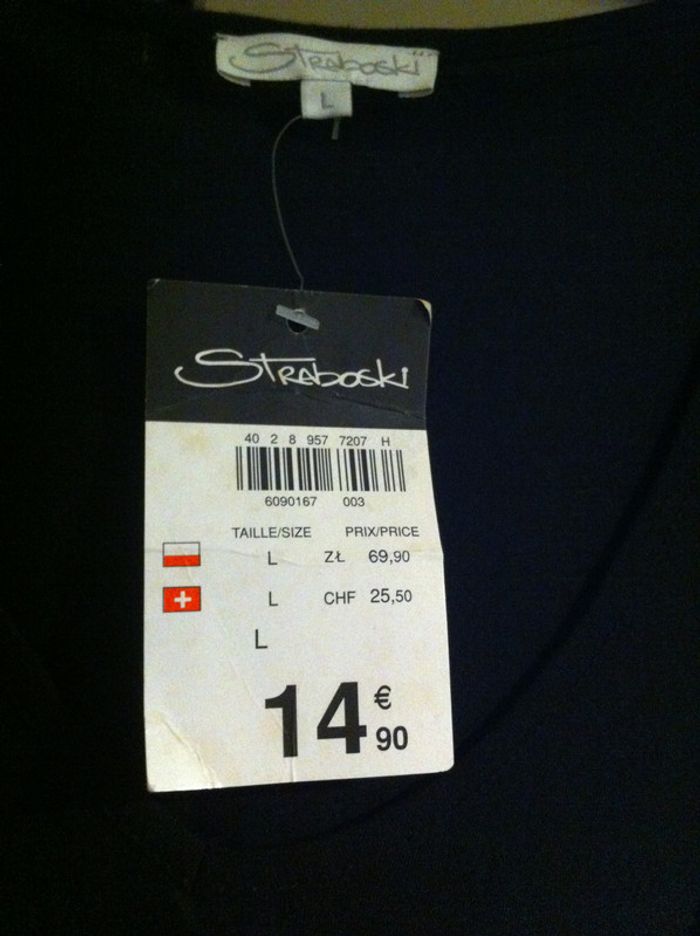 Straboski
L
Straboski
40 2 8 957 7207 H
6090167 003
TAILLE/SIZE PRIX/PRICE
L ZŁ 69,90
L CHF 25,50
L
14 € 90